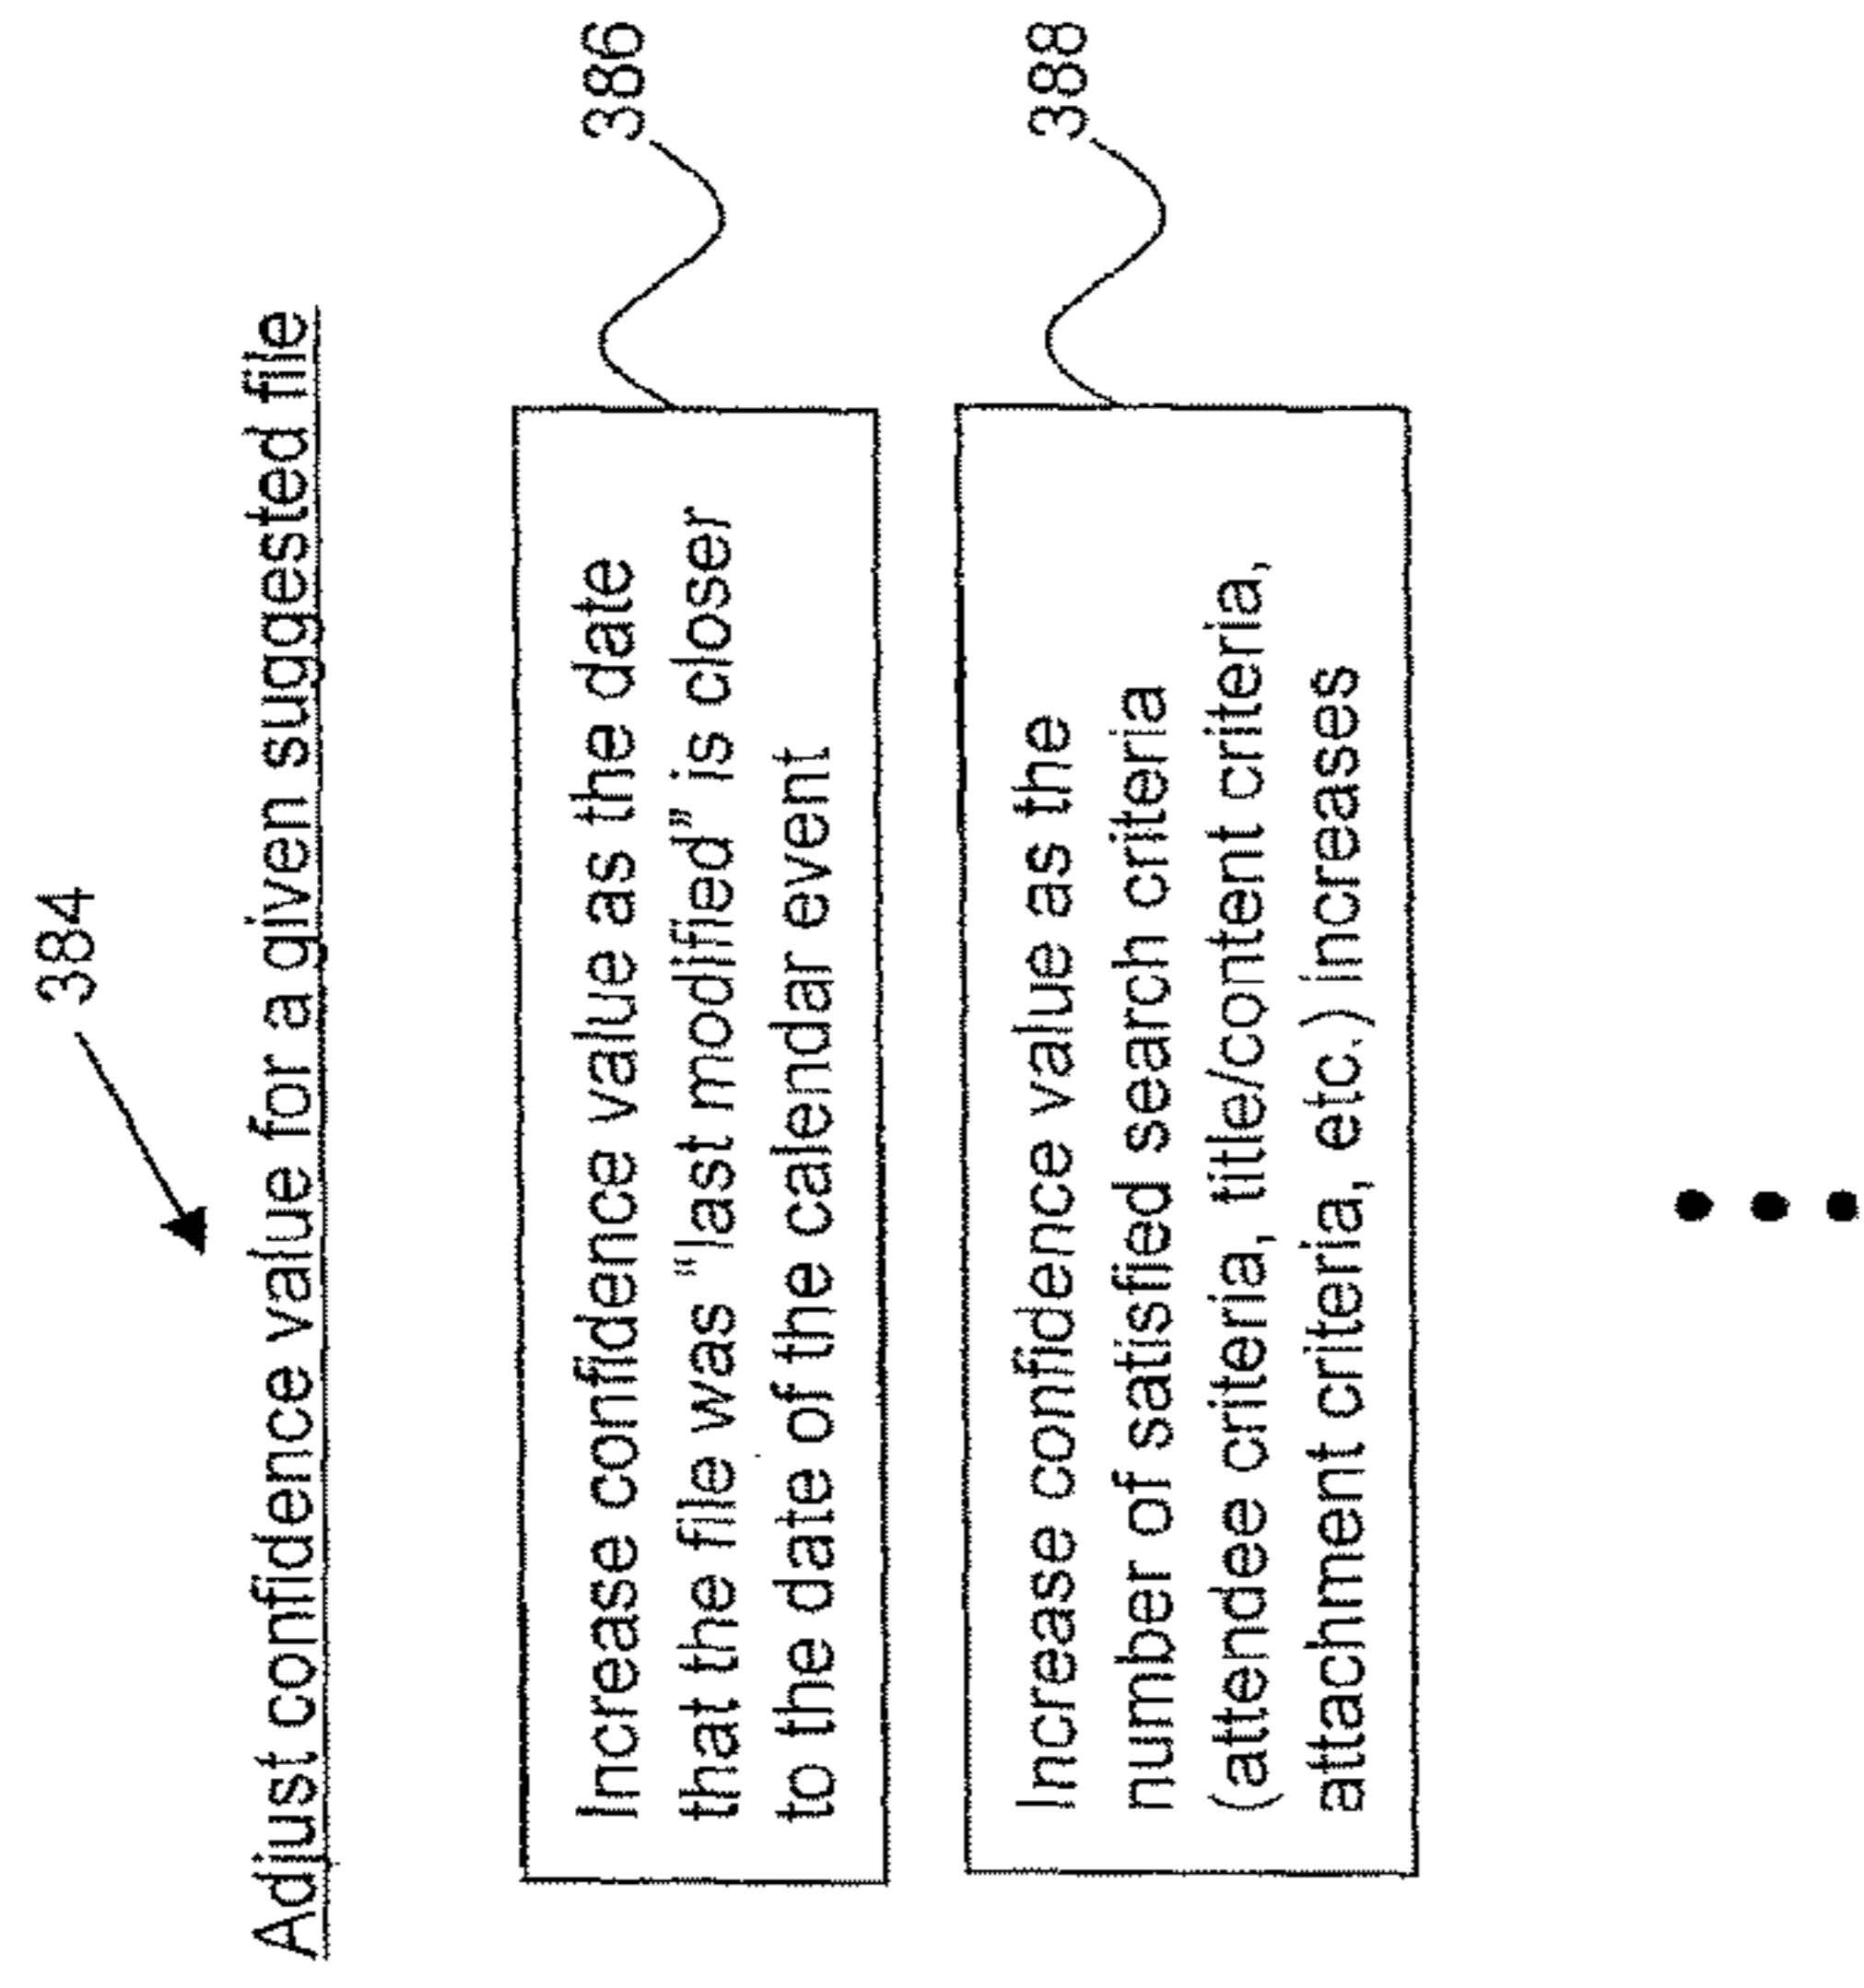 384
Adjust confidence value for a given suggested file
386
Increase confidence value as the date
that the file was “last modified” is closer
to the date of the calendar event
388
Increase confidence value as the
number of satisfied search criteria
(attendee criteria, title/content criteria,
attachment criteria, etc.) increases